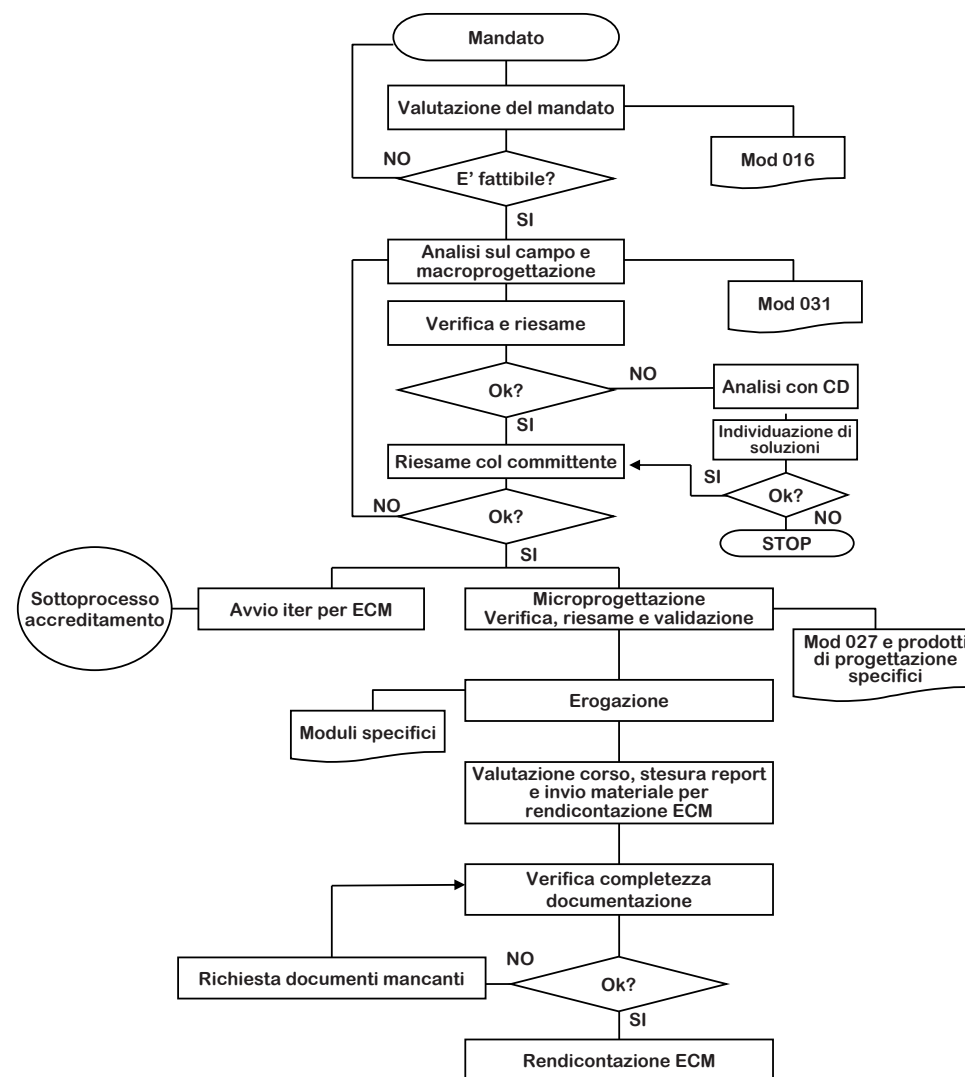 Mandato
Valutazione del mandato
Mod 016
NO
E' fattibile?
SI
Analisi sul campo e
macroprogettazione
Mod 031
Verifica e riesame
Ok?
NO
Analisi con CD
SI
Individuazione di
soluzioni
Riesame col committente
SI
Ok?
NO
STOP
NO
Ok?
SI
Sottoprocesso
accreditamento
Avvio iter per ECM
Microprogettazione
Verifica, riesame e validazione
Mod 027 e prodotti
di progettazione
specifici
Erogazione
Moduli specifici
Valutazione corso, stesura report
e invio materiale per
rendicontazione ECM
Verifica completezza
documentazione
Richiesta documenti mancanti
NO
Ok?
SI
Rendicontazione ECM